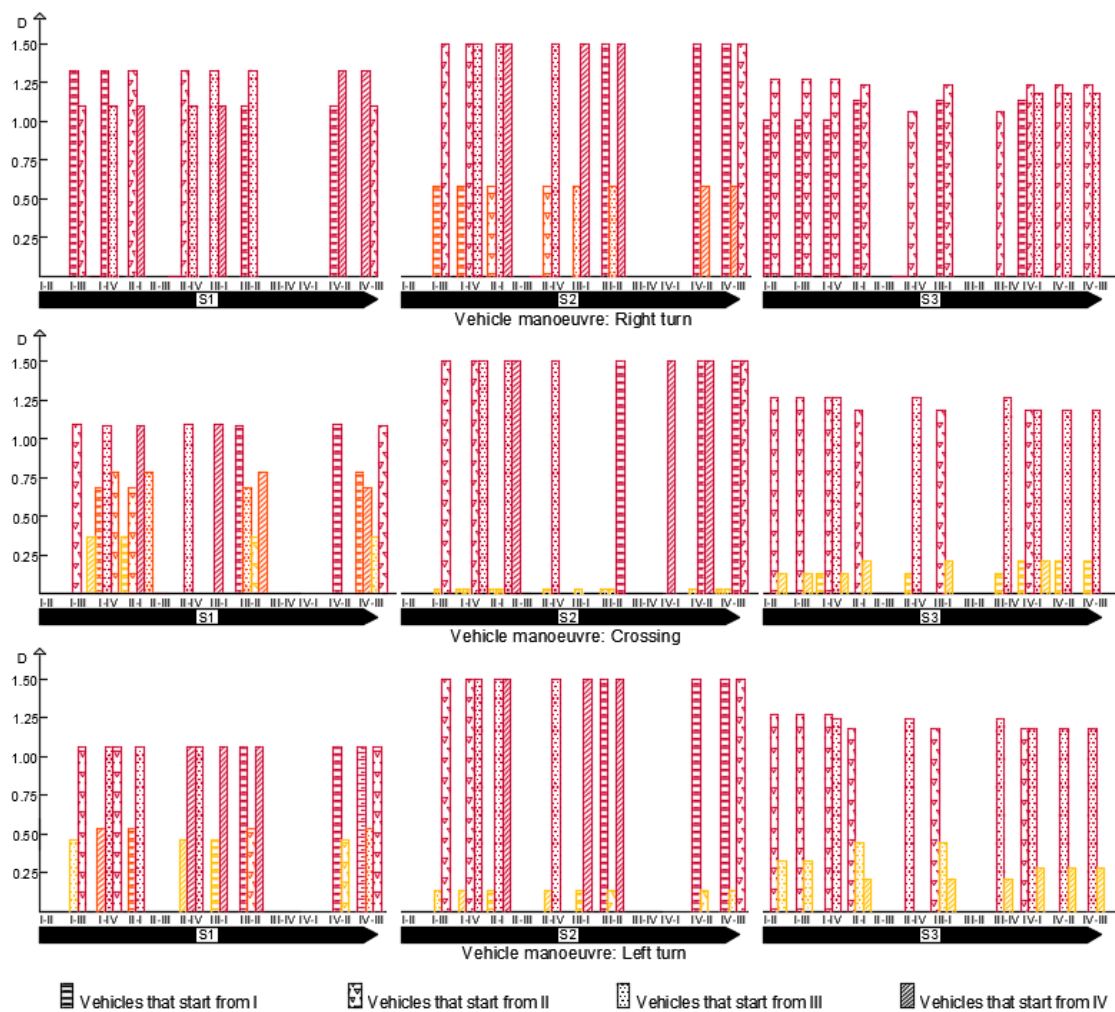 D
1.50
1.25
1.00
0.75
0.50
0.25
I-II I-III I-IV II-I II-III II-IV III-I III-II III-IV IV-I IV-II IV-III I-II I-III I-IV II-I II-III II-IV III-I III-II III-IV IV-I IV-II IV-III I-II I-III I-IV II-I II-III II-IV III-I III-II III-IV IV-I IV-II IV-III
S1 S2 S3
Vehicle manoeuvre: Right turn
D
1.50
1.25
1.00
0.75
0.50
0.25
I-II I-III I-IV II-I II-III II-IV III-I III-II III-IV IV-I IV-II IV-III I-II I-III I-IV II-I II-III II-IV III-I III-II III-IV IV-I IV-II IV-III I-II I-III I-IV II-I II-III II-IV III-I III-II III-IV IV-I IV-II IV-III
S1 S2 S3
Vehicle manoeuvre: Crossing
D
1.50
1.25
1.00
0.75
0.50
0.25
I-II I-III I-IV II-I II-III II-IV III-I III-II III-IV IV-I IV-II IV-III I-II I-III I-IV II-I II-III II-IV III-I III-II III-IV IV-I IV-II IV-III I-II I-III I-IV II-I II-III II-IV III-I III-II III-IV IV-I IV-II IV-III
S1 S2 S3
Vehicle manoeuvre: Left turn
Vehicles that start from I Vehicles that start from II Vehicles that start from III Vehicles that start from IV